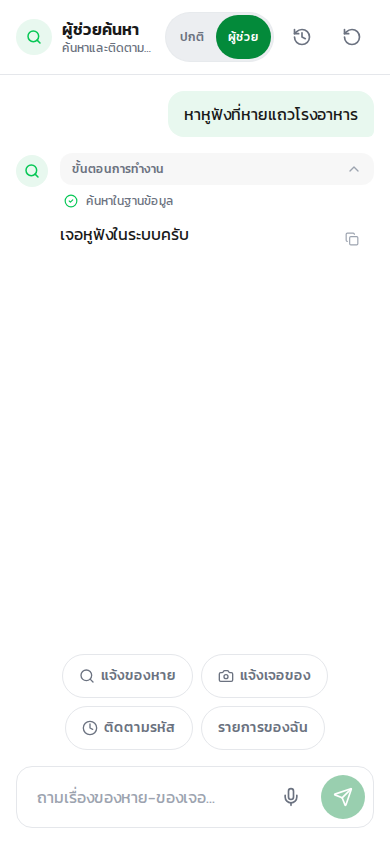 ผู้ช่วยค้นหา
ค้นหาและติดตาม...
ปกติ
ผู้ช่วย
หาหูฟังที่หายแถวโรงอาหาร
ขั้นตอนการทำงาน
ค้นหาในฐานข้อมูล
เจอหูฟังในระบบครับ
แจ้งของหาย
แจ้งเจอของ
ติดตามรหัส
รายการของฉัน
ถามเรื่องของหาย-ของเจอ...